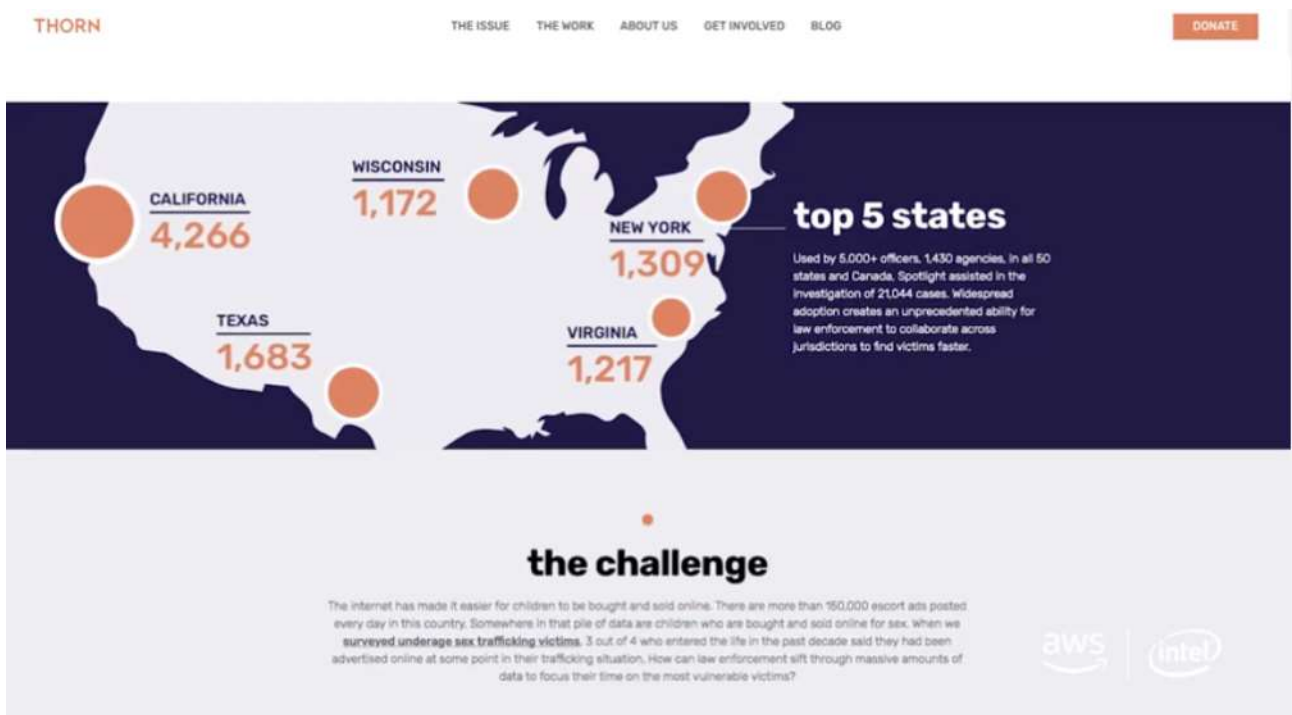 THORN
THE ISSUE THE WORK ABOUT US GET INVOLVED BLOG
DONATE
CALIFORNIA
4,266
WISCONSIN
1,172
NEW YORK
1,309
TEXAS
1,683
VIRGINIA
1,217
top 5 states
Used by 5,000+ officers, 1,430 agencies, in all 50
states and Canada, Spotlight assisted in the
investigation of 21,044 cases. Widespread
adoption creates an unprecedented ability for
law enforcement to collaborate across
jurisdictions to find victims faster.
the challenge
The internet has made it easier for children to be bought and sold online. There are more than 150,000 escort ads posted
every day in this country. Somewhere in that pile of data are children who are bought and sold online for sex. When we
surveyed underage sex trafficking victims, 3 out of 4 who entered the life in the past decade said they had been
advertised online at some point in their trafficking situation. How can law enforcement sift through massive amounts of
data to focus their time on the most vulnerable victims?
aws
intel